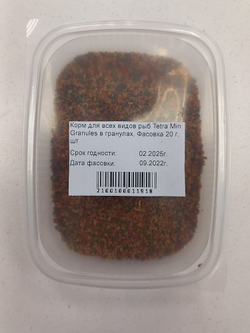 Корм для всех видов рыб Tetra Min
Granules в гранулах, Фасовка 20 г,
шт
Срок годности: 02.2025г.
Дата фасовки: 09.2022г.
2100100011518